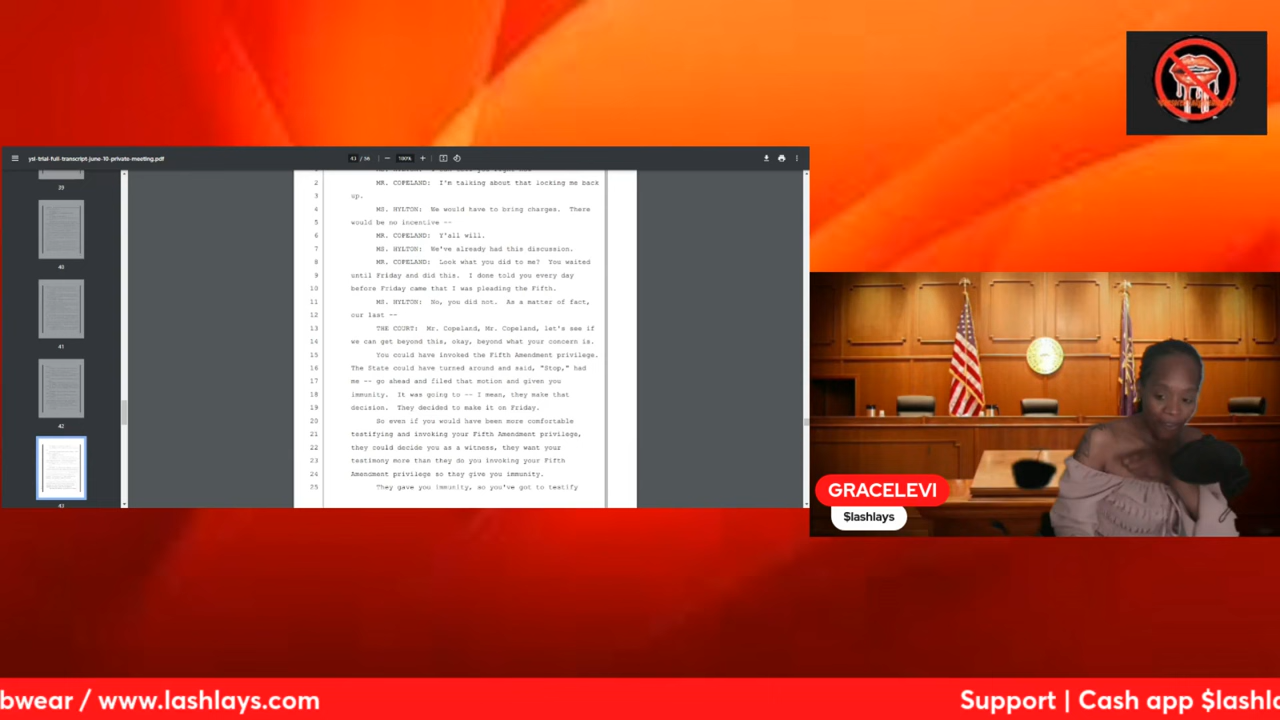 ysl-trial-full-transcript-june-10-private-meeting.pdf
43 / 56
100%
39
40
41
42
43
2 MR. COPELAND: I'm talking about that locking me back
3 up.
4 MS. HYLTON: We would have to bring charges. There
5 would be no incentive --
6 MR. COPELAND: Y'all will.
7 MS. HYLTON: We've already had this discussion.
8 MR. COPELAND: Look what you did to me? You waited
9 until Friday and did this. I done told you every day
10 before Friday came that I was pleading the Fifth.
11 MS. HYLTON: No, you did not. As a matter of fact,
12 our last --
13 THE COURT: Mr. Copeland, Mr. Copeland, let's see if
14 we can get beyond this, okay, beyond what your concern is.
15 You could have invoked the Fifth Amendment privilege.
16 The State could have turned around and said, "Stop," had
17 me -- go ahead and filed that motion and given you
18 immunity. It was going to -- I mean, they make that
19 decision. They decided to make it on Friday.
20 So even if you would have been more comfortable
21 testifying and invoking your Fifth Amendment privilege,
22 they could decide you as a witness, they want your
23 testimony more than they do you invoking your Fifth
24 Amendment privilege so they give you immunity.
25 They gave you immunity, so you've got to testify
GRACELEVI
$lashlays
bwear / www.lashlays.com
Support | Cash app $lashla